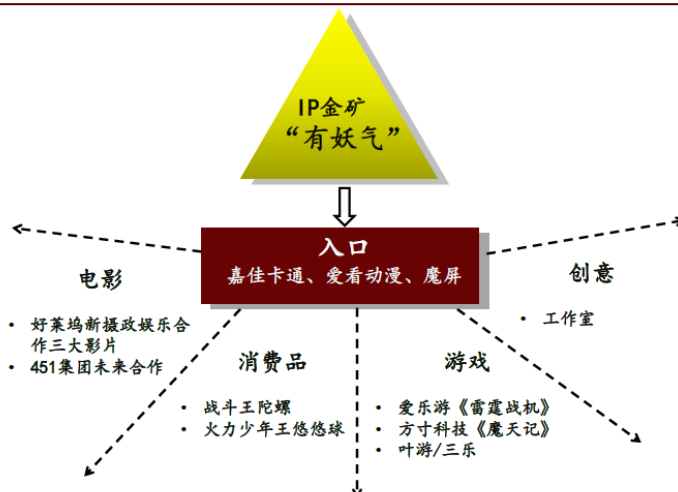 IP金矿
“有妖气”
入口
嘉佳卡通、爱看动漫、魔屏
电影
• 好莱坞新摄政娱乐合
作三大影片
• 451集团未来合作
消费品
• 战斗王陀螺
• 火力少年王悠悠球
游戏
• 爱乐游《雷霆战机》
• 方寸科技《魔天记》
• 叶游/三乐
创意
• 工作室